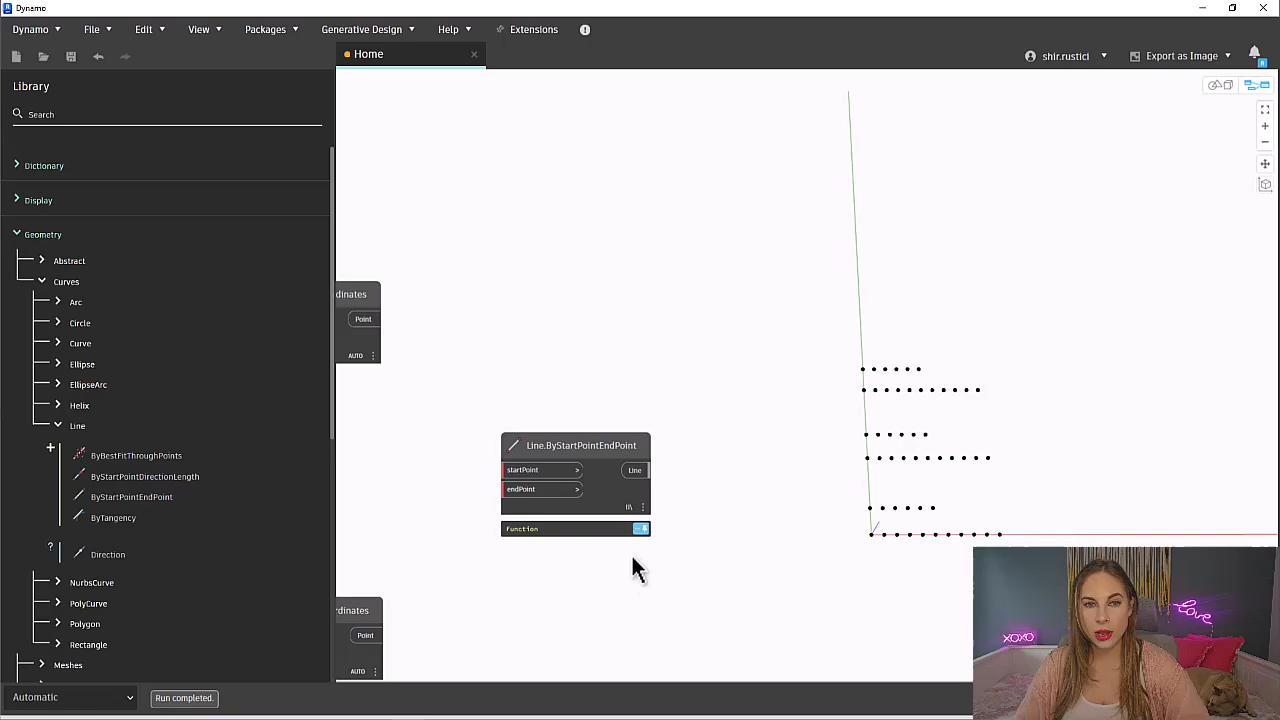 Dynamo
Dynamo File Edit View Packages Generative Design Help Extensions
Home
shir.rustici
Export as Image
Library
Search
Dictionary
Display
Geometry
Abstract
Curves
Arc
Circle
Curve
Ellipse
EllipseArc
Helix
Line
ByBestFitThroughPoints
ByStartPointDirectionLength
ByStartPointEndPoint
ByTangency
Direction
NurbsCurve
PolyCurve
Polygon
Rectangle
Meshes
dinates
Point
AUTO
Line.ByStartPointEndPoint
startPoint >
Line
endPoint >
Function
rdinates
Point
AUTO
XOXO
love
Automatic
Run completed.